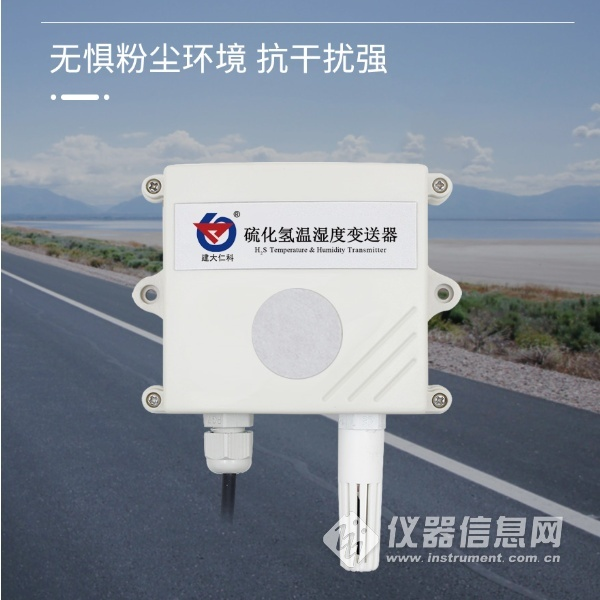 无惧粉尘环境 抗干扰强
®
建大仁科
硫化氢温湿度变送器
H₂S Temperature & Humidity Transmitter
仪器信息网
www.instrument.com.cn